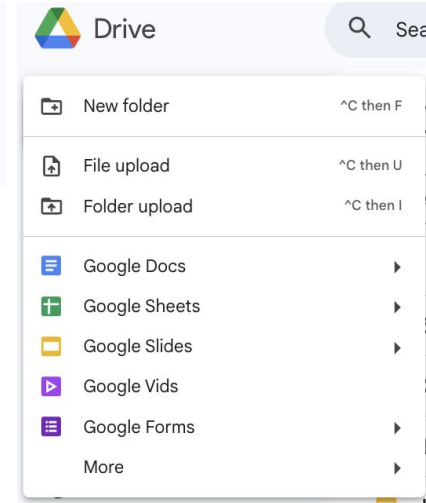 Drive
New folder ^C then F
File upload ^C then U
Folder upload ^C then I
Google Docs
Google Sheets
Google Slides
Google Vids
Google Forms
More